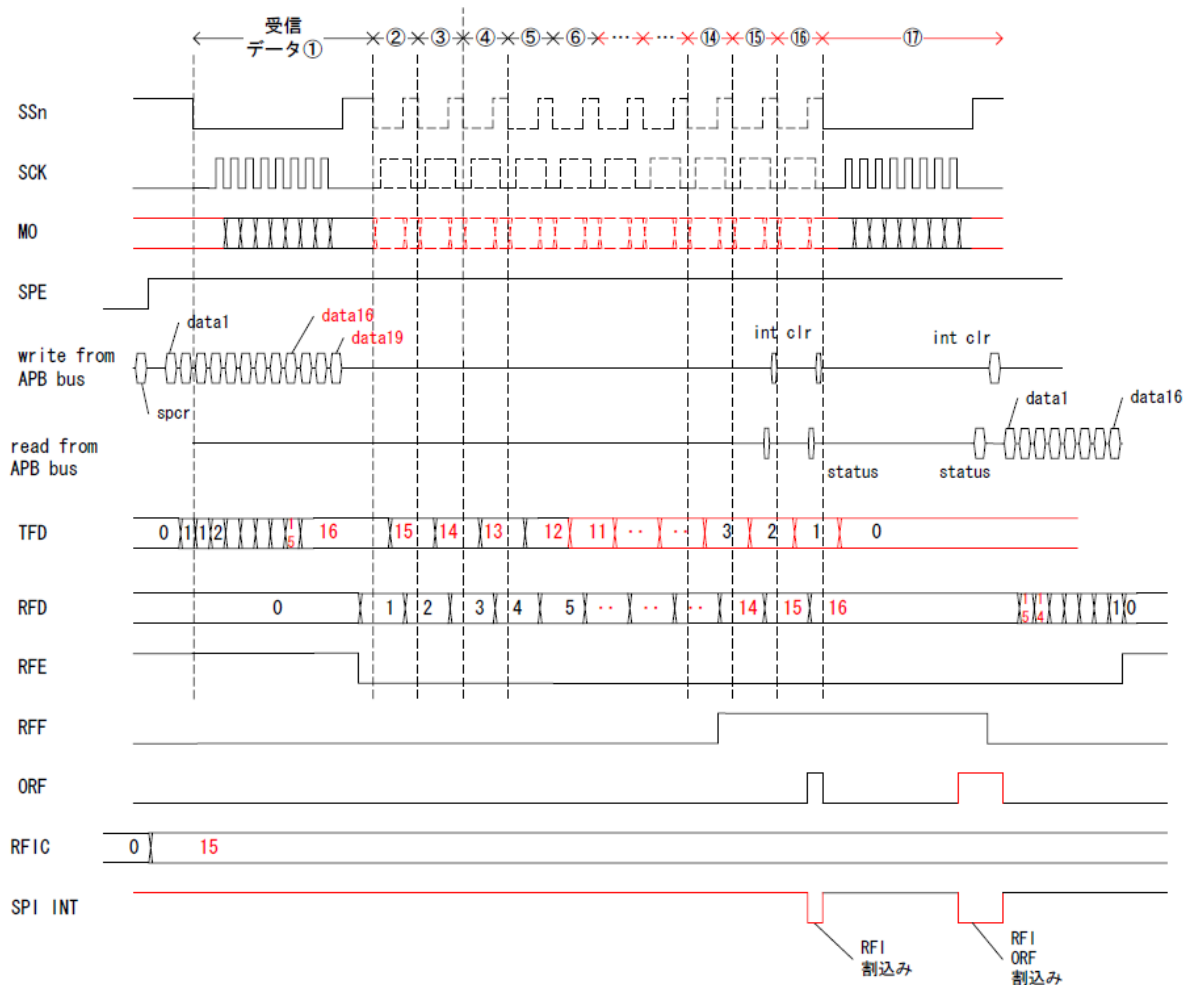 受信
データ① ② ③ ④ ⑤ ⑥ … … ⑭ ⑮ ⑯ ⑰
SSn
SCK
MO
SPE
data1 data16
data19
int clr int clr
write from
APB bus
data1 data16
spcr
read from
APB bus
status status
TFD 0 1 1 2 15 16 15 14 13 12 11 ‥ ‥ 3 2 1 0
RFD 0 1 2 3 4 5 ‥ ‥ ‥ 14 15 16 15 14 1 0
RFE
RFF
ORF
RFIC 0 15
SPI INT
RFI
割込み
RFI
ORF
割込み